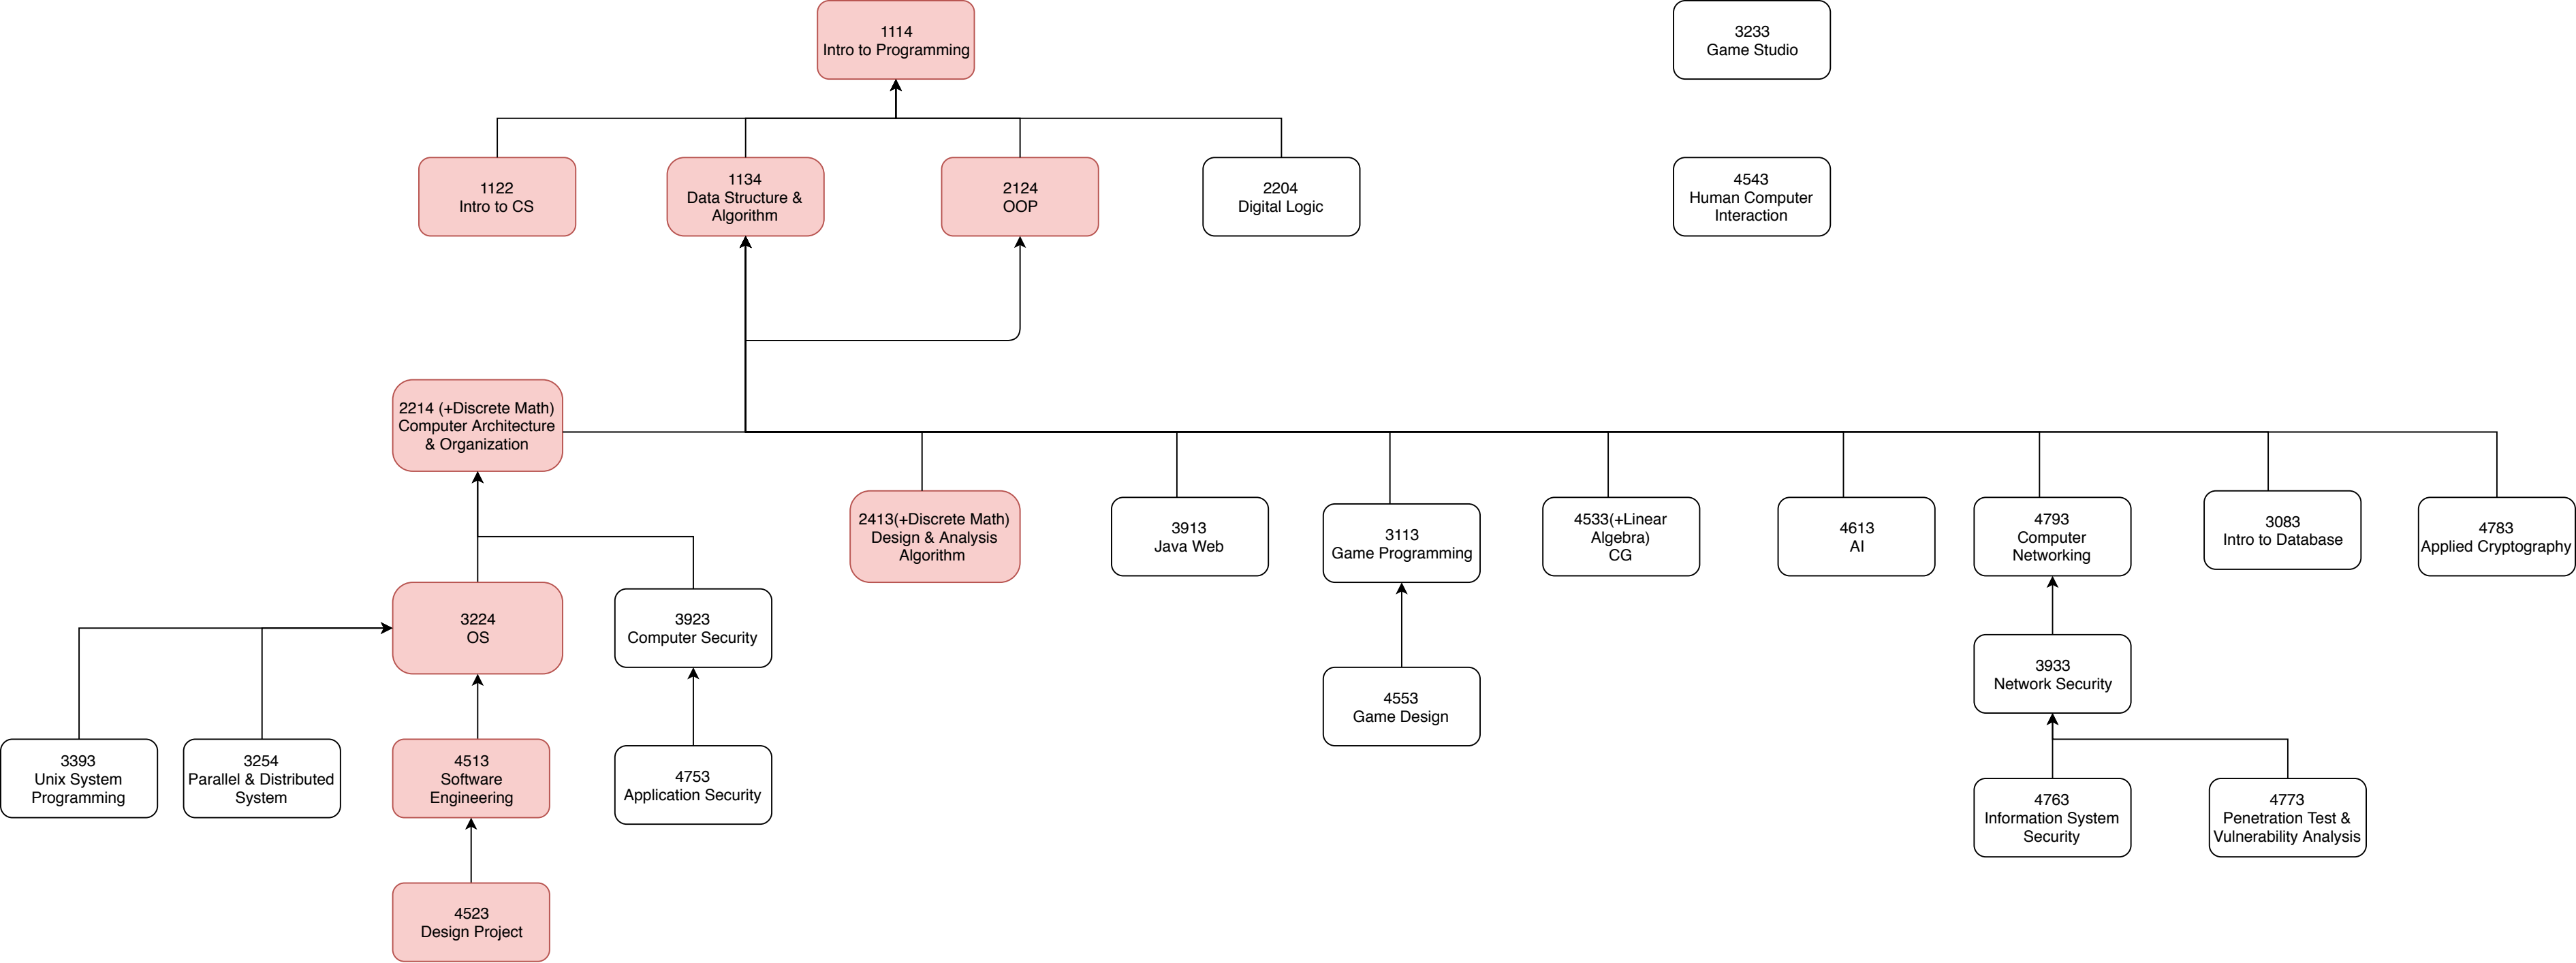 1114
Intro to Programming
3233
Game Studio
1122
Intro to CS
1134
Data Structure &
Algorithm
2124
OOP
2204
Digital Logic
4543
Human Computer
Interaction
2214 (+Discrete Math)
Computer Architecture
& Organization
2413(+Discrete Math)
Design & Analysis
Algorithm
3913
Java Web
3113
Game Programming
4533(+Linear
Algebra)
CG
4613
AI
4793
Computer
Networking
3083
Intro to Database
4783
Applied Cryptography
3224
OS
3923
Computer Security
3933
Network Security
4553
Game Design
3393
Unix System
Programming
3254
Parallel & Distributed
System
4513
Software
Engineering
4753
Application Security
4763
Information System
Security
4773
Penetration Test &
Vulnerability Analysis
4523
Design Project